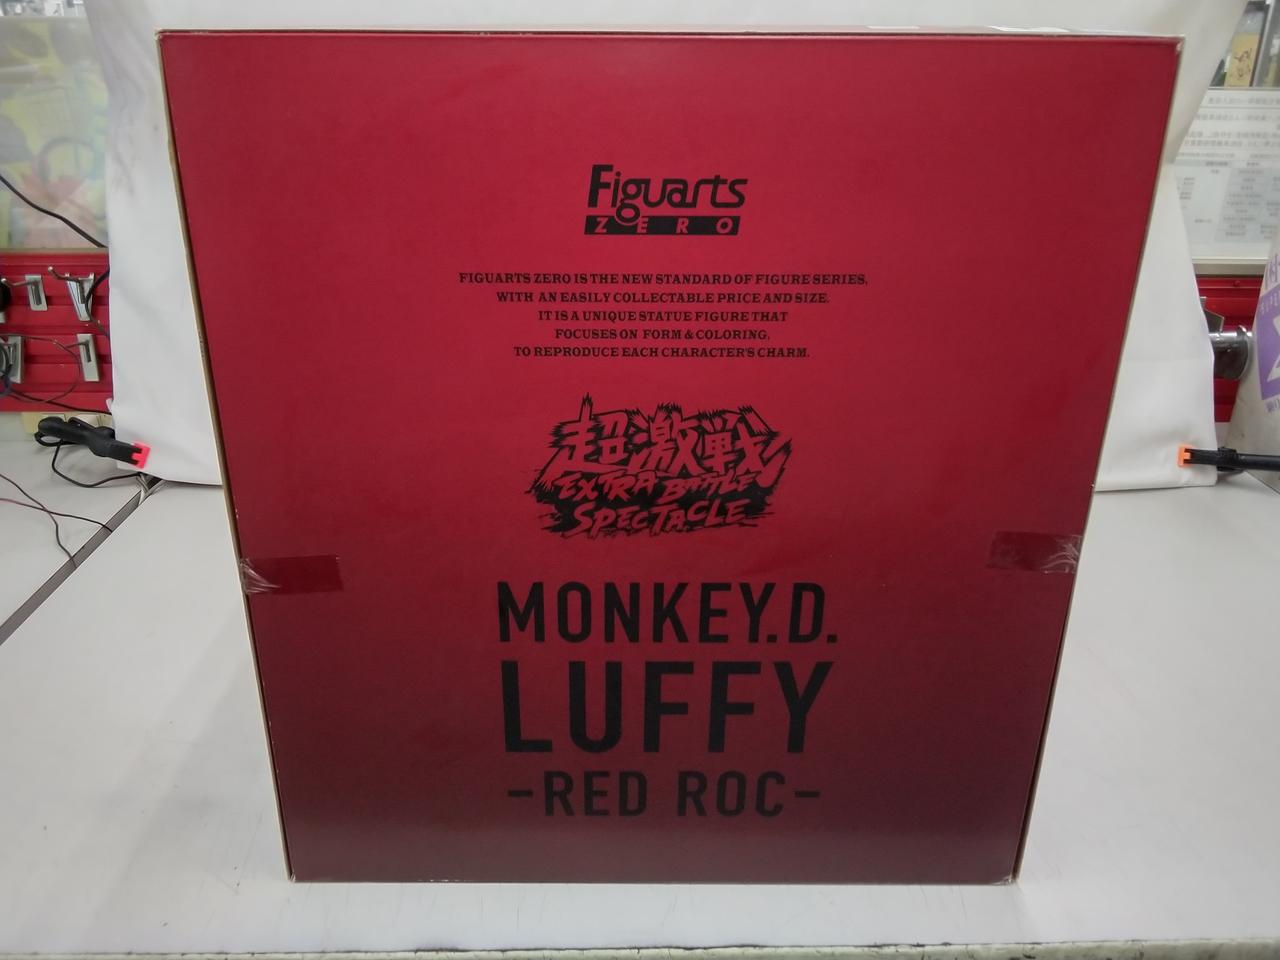 Figuarts
ZERO
FIGUARTS ZERO IS THE NEW STANDARD OF FIGURE SERIES,
WITH AN EASILY COLLECTABLE PRICE AND SIZE.
IT IS A UNIQUE STATUE FIGURE THAT
FOCUSES ON FORM & COLORING,
TO REPRODUCE EACH CHARACTER'S CHARM.
超激戦
EXTRA BATTLE
SPECTACLE
MONKEY.D.
LUFFY
-RED ROC-